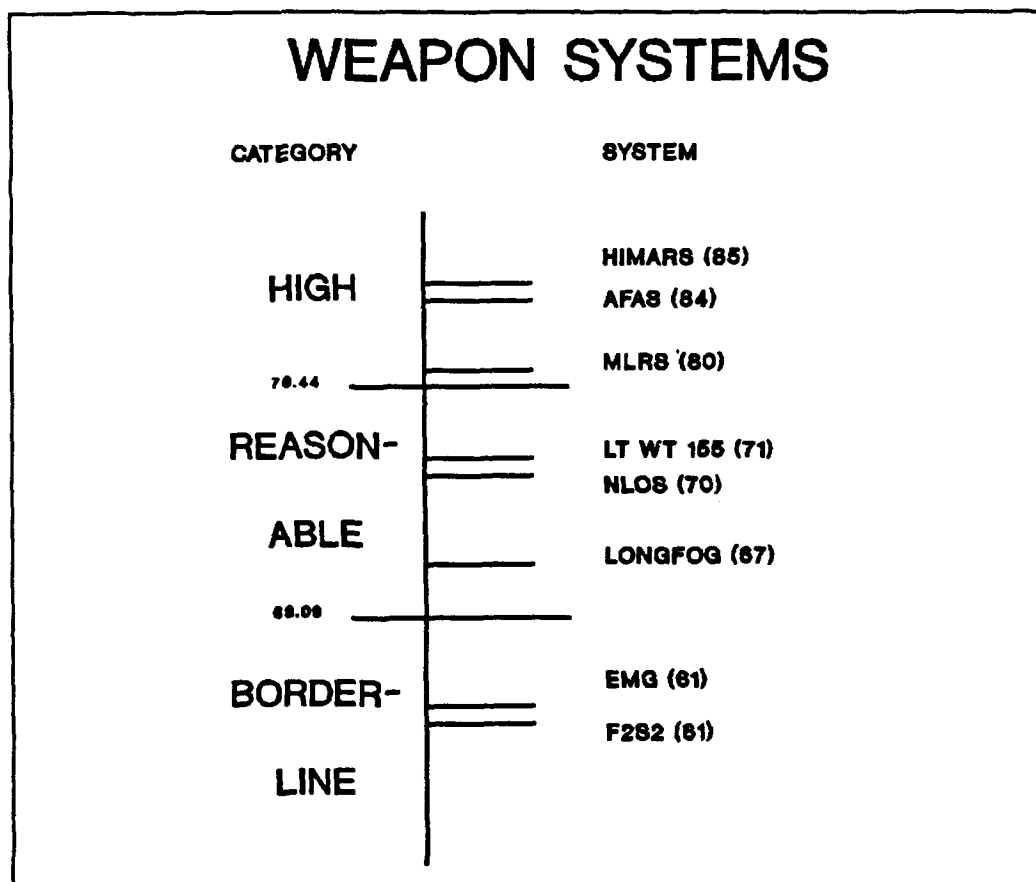 WEAPON SYSTEMS
CATEGORY SYSTEM
HIMARS (85)
HIGH
AFAS (84)
MLRS (80)
REASON-
LT WT 155 (71)
NLOS (70)
ABLE
LONGFOG (67)
EMG (61)
BORDER-
F2S2 (61)
LINE